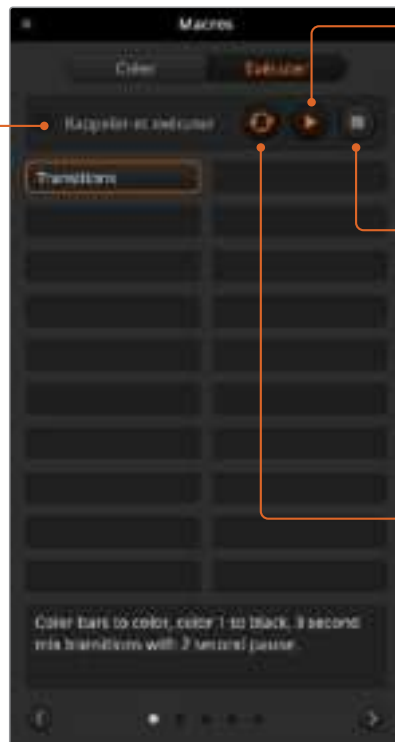 Macros
Créer Exécuter
Rappeler et exécuter
Transitions
Color bars to color, color 1 to black, 3 second
mix transitions with 2 second pause.